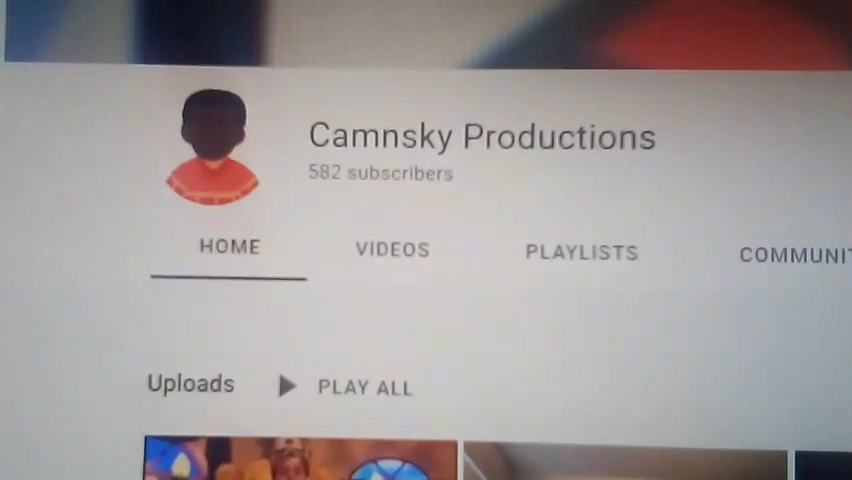 Camnsky Productions
582 subscribers
HOME VIDEOS PLAYLISTS COMMUNIT
Uploads PLAY ALL